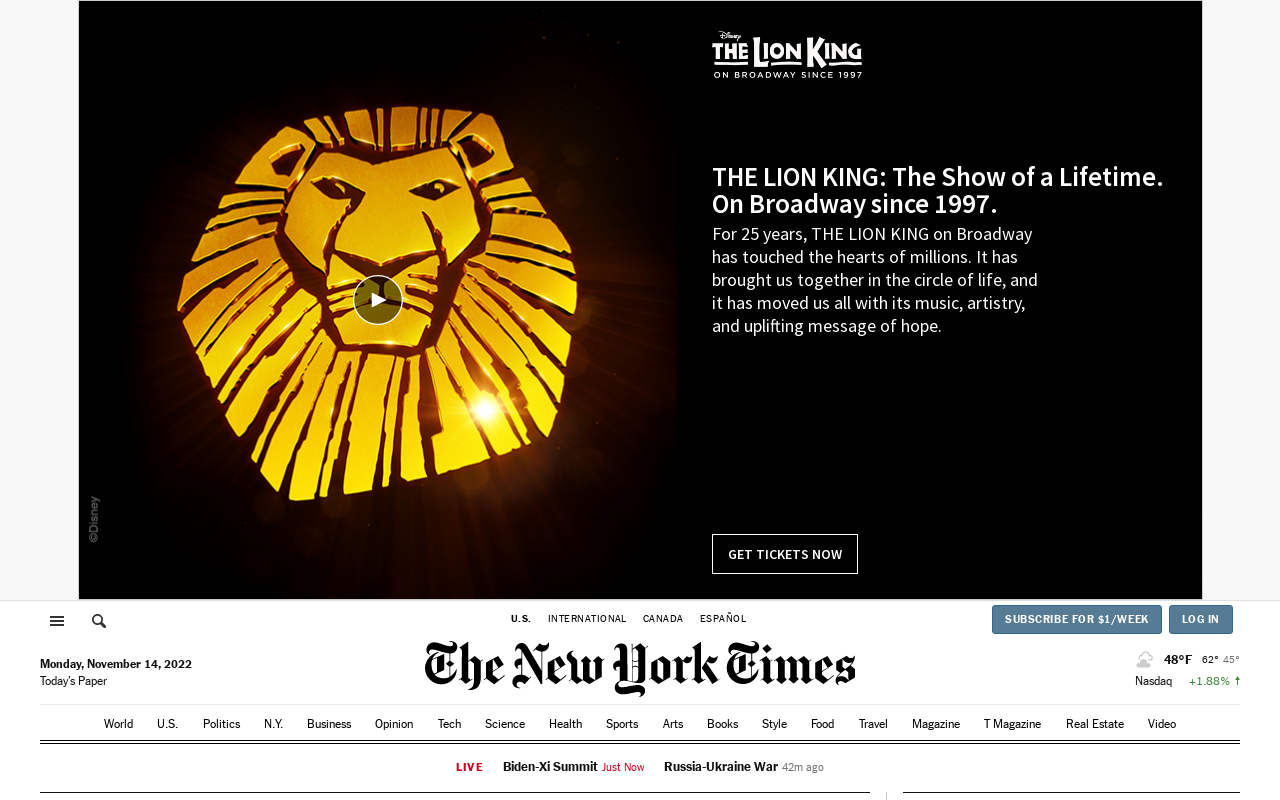 Disney
THE LION KING
ON BROADWAY SINCE 1997
THE LION KING: The Show of a Lifetime.
On Broadway since 1997.
For 25 years, THE LION KING on Broadway
has touched the hearts of millions. It has
brought us together in the circle of life, and
it has moved us all with its music, artistry,
and uplifting message of hope.
©Disney
GET TICKETS NOW
U.S. INTERNATIONAL CANADA ESPAÑOL
SUBSCRIBE FOR $1/WEEK LOG IN
Monday, November 14, 2022
Today's Paper
The New York Times
48°F 62° 45°
Nasdaq +1.88% ↑
World U.S. Politics N.Y. Business Opinion Tech Science Health Sports Arts Books Style Food Travel Magazine T Magazine Real Estate Video
LIVE Biden-Xi Summit Just Now Russia-Ukraine War 42m ago